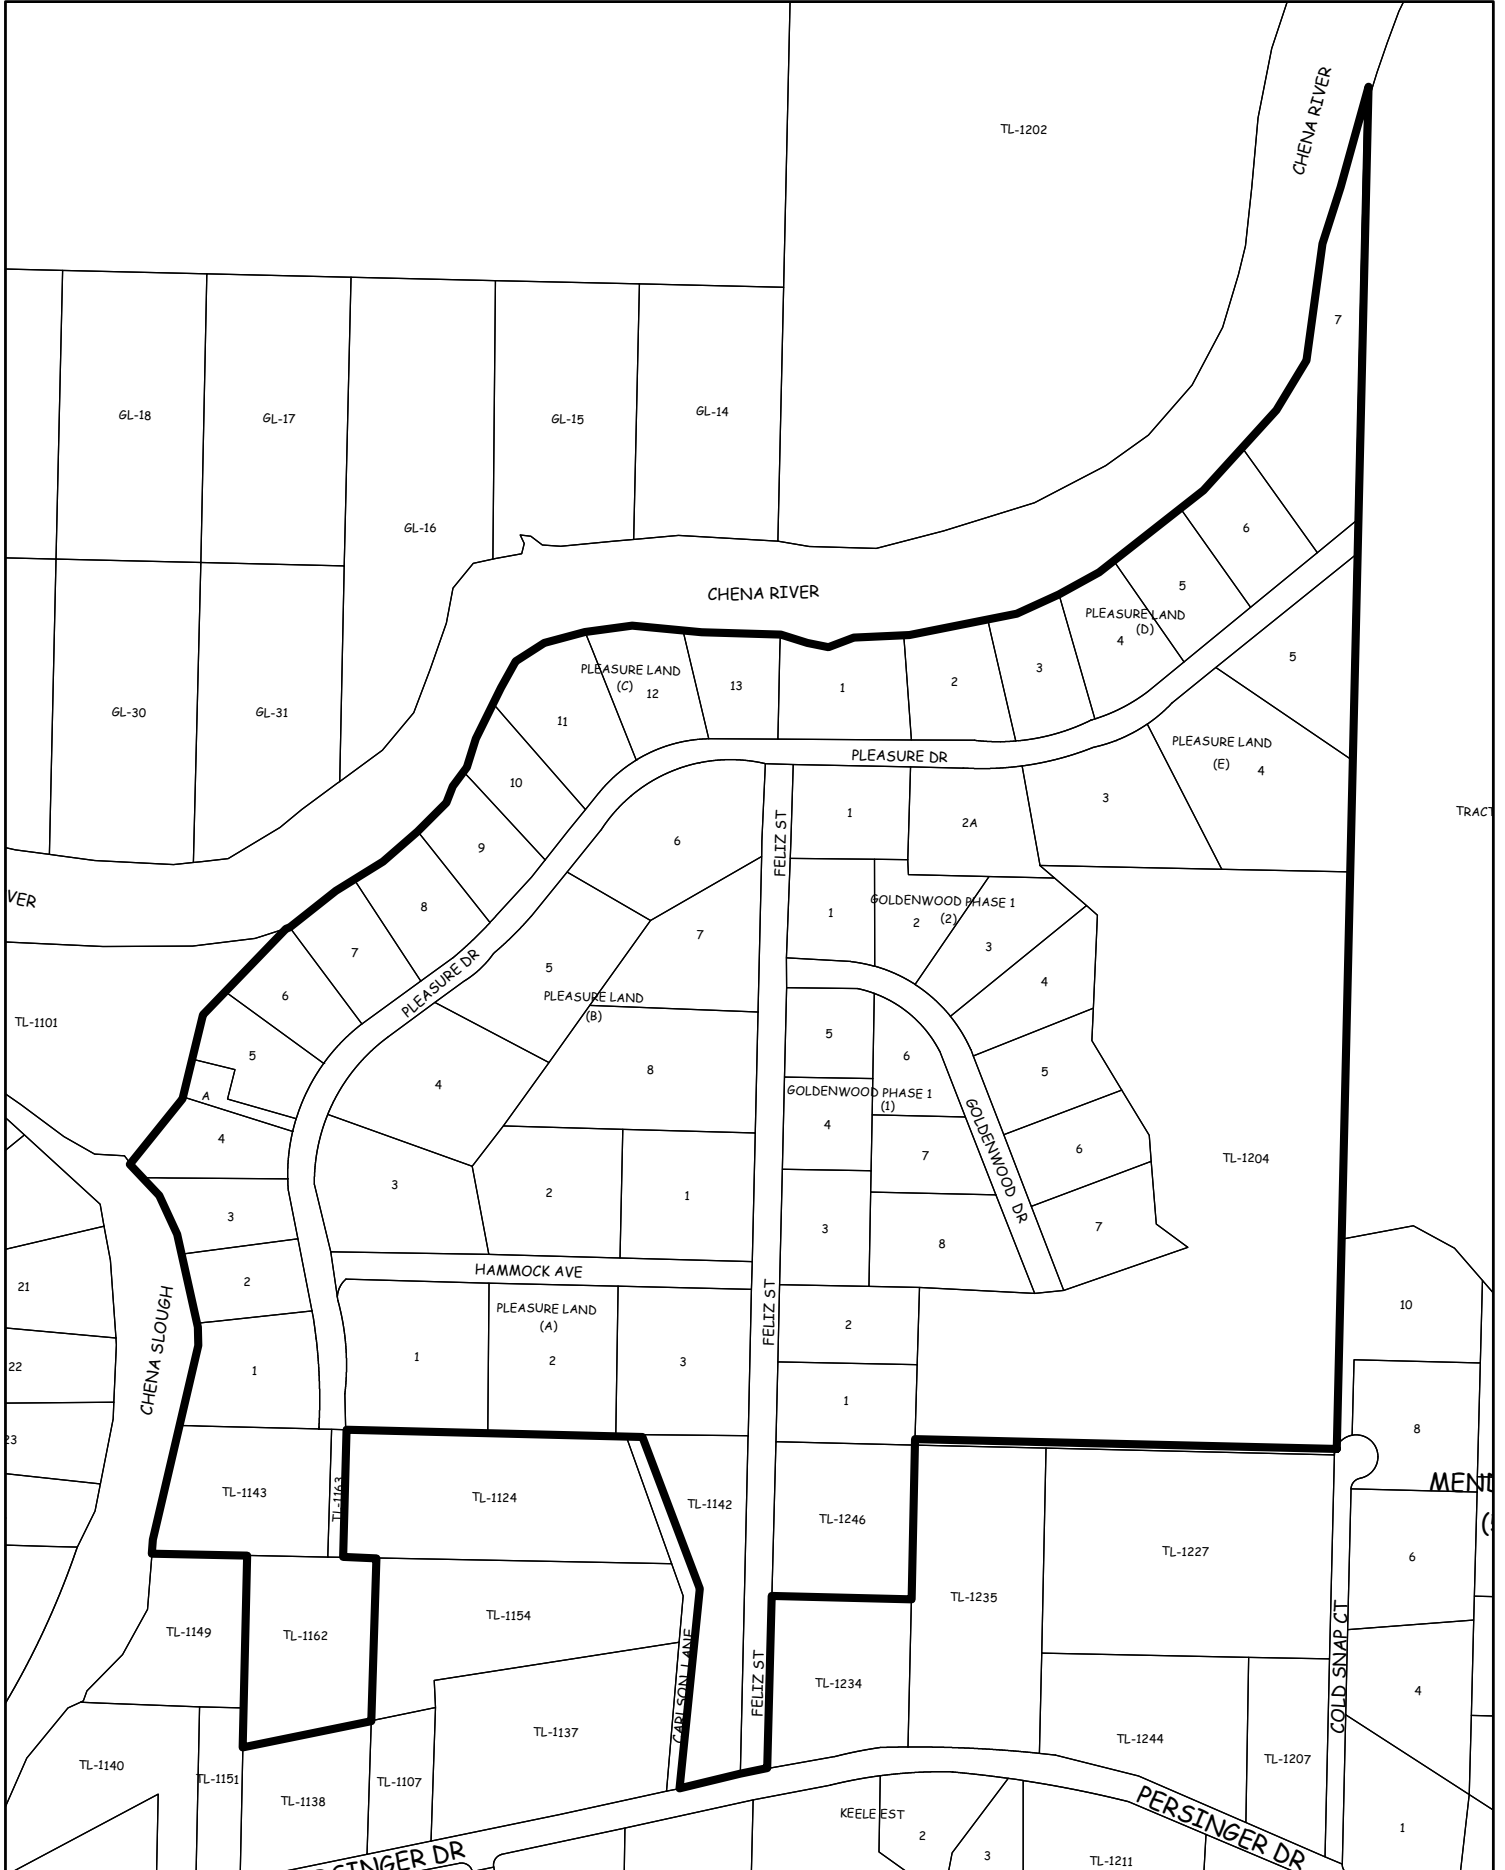 CHENA RIVER
TL-1202
7
GL-18
GL-17
GL-15
GL-14
GL-16
6
CHENA RIVER
5
PLEASURE LAND
(D)
4
5
3
PLEASURE LAND
(C)
12
13
1
2
GL-30
GL-31
11
PLEASURE LAND
(E)
4
PLEASURE DR
10
3
1
2A
TRACT
FELIZ ST
6
9
VER
8
GOLDENWOOD PHASE 1
(2)
1
2
3
7
7
5
4
PLEASURE DR
6
PLEASURE LAND
(B)
TL-1101
5
6
5
8
5
4
A
GOLDENWOOD PHASE 1
(1)
4
4
GOLDENWOOD DR
6
7
TL-1204
3
2
1
3
3
7
8
HAMMOCK AVE
21
2
PLEASURE LAND
(A)
FELIZ ST
2
10
CHENA SLOUGH
22
1
1
2
3
1
8
23
MEND
TL-1143
TL-1163
TL-1124
TL-1142
TL-1246
TL-1227
6
TL-1235
TL-1154
TL-1149
TL-1162
CARLSON LANE
FELIZ ST
TL-1234
COLD SNAP CT
4
TL-1137
TL-1244
TL-1207
TL-1140
TL-1151
TL-1107
TL-1138
KEELE EST
2
PERSINGER DR
1
3
TL-1211
SINGER DR